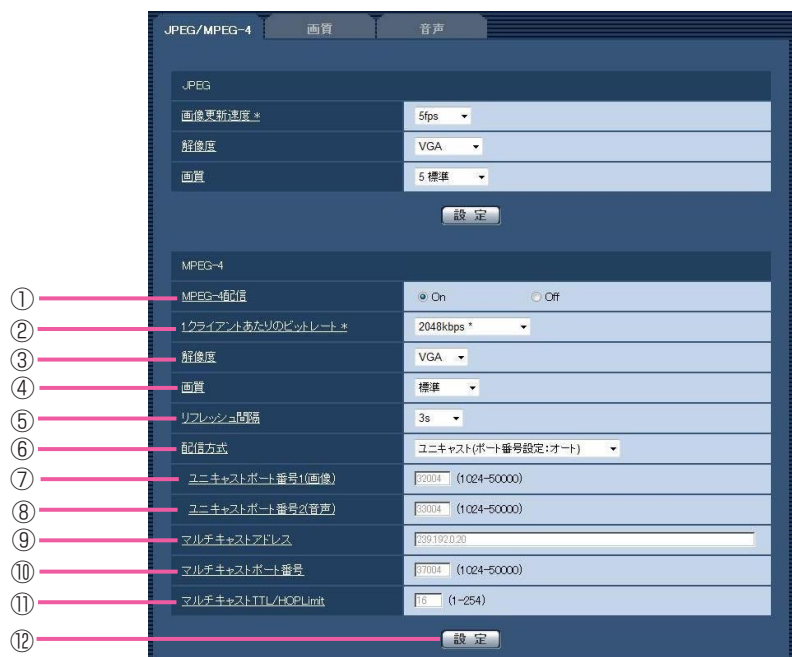 JPEG/MPEG-4 画質 音声
JPEG
画像更新速度 * 5fps
解像度 VGA
画質 5 標準
設 定
MPEG-4
① MPEG-4配信 On Off
② 1クライアントあたりのビットレート * 2048kbps *
③ 解像度 VGA
④ 画質 標準
⑤ リフレッシュ間隔 3s
⑥ 配信方式 ユニキャスト(ポート番号設定:オート)
⑦ ユニキャストポート番号1(画像) 32004 (1024-50000)
⑧ ユニキャストポート番号2(音声) 33004 (1024-50000)
⑨ マルチキャストアドレス 239.192.0.20
⑩ マルチキャストポート番号 37004 (1024-50000)
⑪ マルチキャストTTL/HOPLimit 16 (1-254)
⑫ 設 定